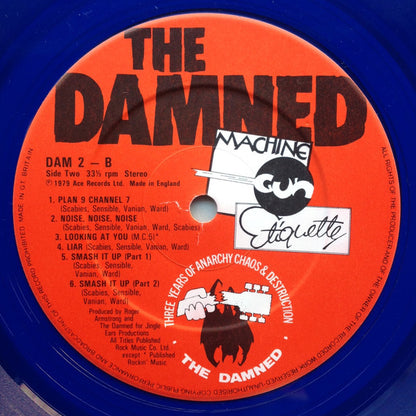 THE
DAMNED
MACHINE
GUN
Etiquette
DAM 2 – B
Side Two 33⅓ rpm Stereo
℗ 1979 Ace Records Ltd. Made in England
1. PLAN 9 CHANNEL 7
(Scabies, Sensible, Vanian, Ward)
2. NOISE, NOISE, NOISE
(Scabies, Sensible, Vanian, Ward, Scabies)
3. LOOKING AT YOU (M.C.5)*
4. LIAR (Scabies, Sensible, Vanian, Ward)
5. SMASH IT UP (Part 1)
(Scabies, Sensible,
Vanian, Ward)
6. SMASH IT UP (Part 2)
(Scabies, Sensible,
Vanian, Ward)
Produced by Roger
Armstrong and
The Damned for Jingle
Ears Productions
All Titles Published
Rock Music Co. Ltd.
except * Published
Rockin' Music
THREE YEARS OF ANARCHY CHAOS & DESTRUCTION
· THE DAMNED ·
ALL RIGHTS OF THE MANUFACTURER AND OF THE OWNER OF THE RECORDED WORK RESERVED UNAUTHORISED COPYING PUBLIC PERFORMANCE AND BROADCASTING OF THIS RECORD PROHIBITED · MADE IN GT. BRITAIN